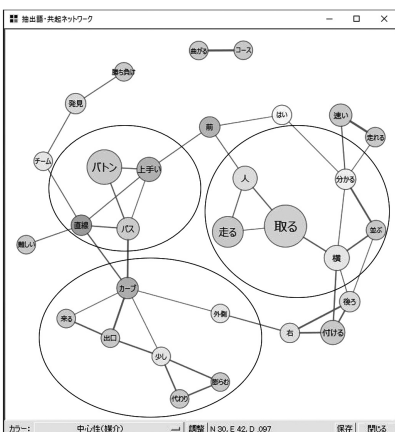 抽出語・共起ネットワーク
曲がる
コース
勝ち負け
発見
チーム
前
はい
速い
走れる
バトン
上手い
人
分かる
走る
取る
直線
パス
難しい
横
並ぶ
カーブ
後ろ
来る
外側
右
付ける
出口
少し
膨らむ
代わり
カラー: 中心性(媒介) 調整 N 30, E 42, D .097 保存 閉じる